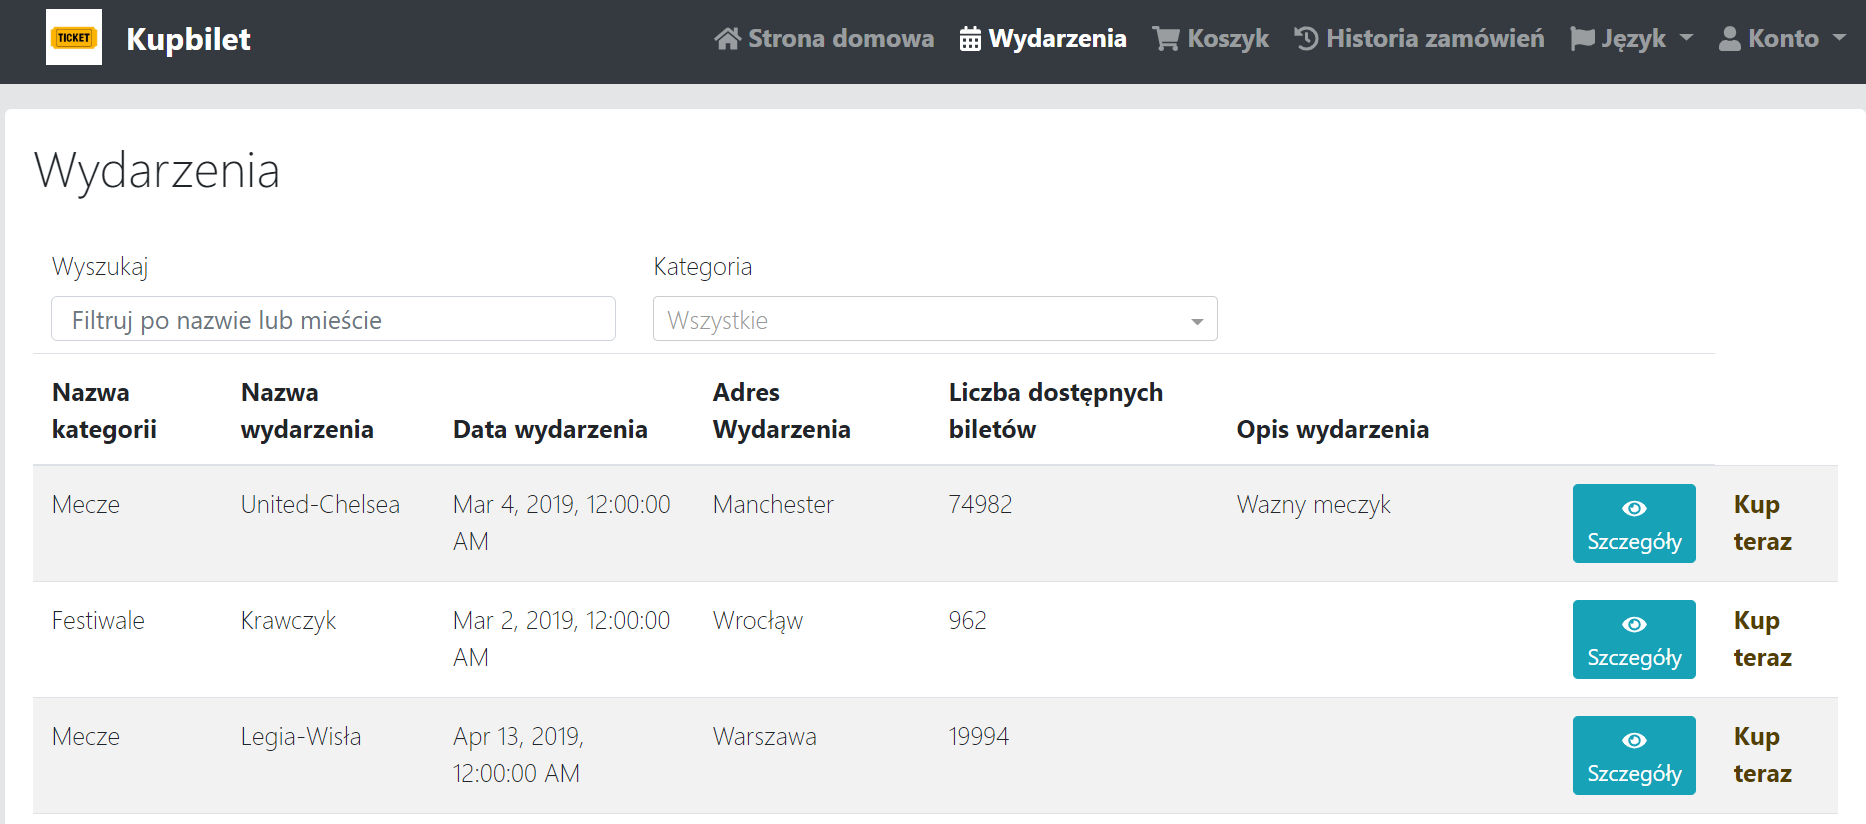 TICKET Kupbilet Strona domowa Wydarzenia Koszyk Historia zamówień Język Konto
Wydarzenia
Wyszukaj Kategoria
Filtruj po nazwie lub mieście Wszystkie
Nazwa Nazwa Adres Liczba dostępnych
kategorii wydarzenia Data wydarzenia Wydarzenia biletów Opis wydarzenia
Mecze United-Chelsea Mar 4, 2019, 12:00:00 Manchester 74982 Wazny meczyk Kup
AM Szczegóły teraz
Festiwale Krawczyk Mar 2, 2019, 12:00:00 Wrocłąw 962 Kup
AM Szczegóły teraz
Mecze Legia-Wisła Apr 13, 2019, Warszawa 19994 Kup
12:00:00 AM Szczegóły teraz